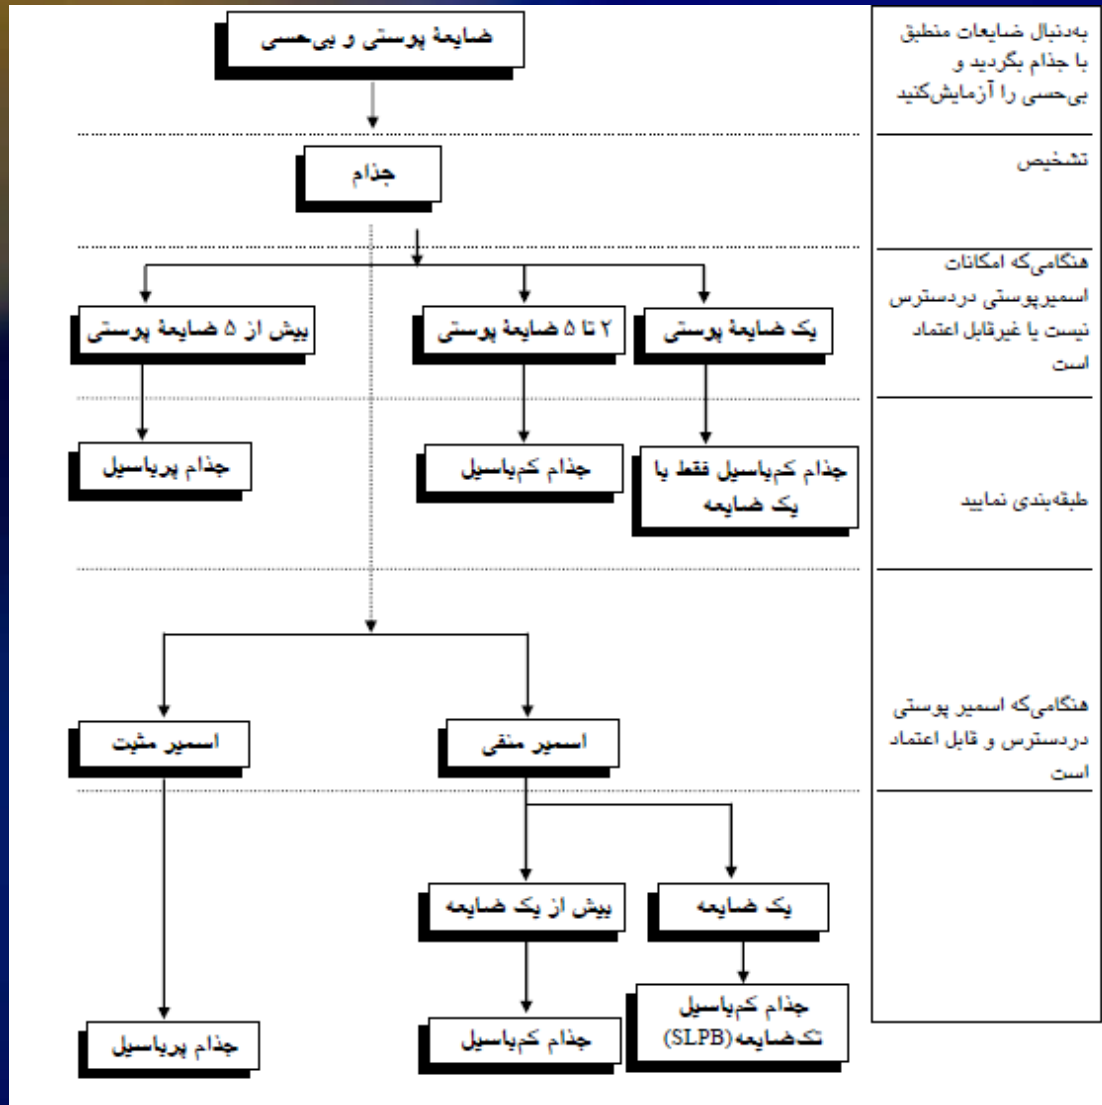 ضایعهٔ پوستی و بی‌حسی
به‌دنبال ضایعات منطبق
با جذام بگردید و
بی‌حسی را آزمایش‌کنید
جذام
تشخیص
هنگامی‌که امکانات
اسمیرپوستی دردسترس
نیست یا غیرقابل اعتماد
است
یک ضایعهٔ پوستی
۲ تا ۵ ضایعهٔ پوستی
بیش از ۵ ضایعهٔ پوستی
جذام کم‌باسیل فقط با
یک ضایعه
جذام کم‌باسیل
جذام پرباسیل
طبقه‌بندی نمایید
هنگامی‌که اسمیر پوستی
دردسترس و قابل اعتماد
است
اسمیر منفی
اسمیر مثبت
یک ضایعه
بیش از یک ضایعه
جذام کم‌باسیل
تک‌ضایعه(SLPB)
جذام کم‌باسیل
جذام پرباسیل